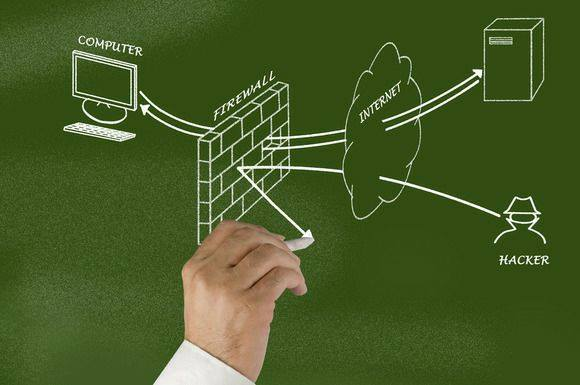 COMPUTER
FIREWALL
INTERNET
HACKER